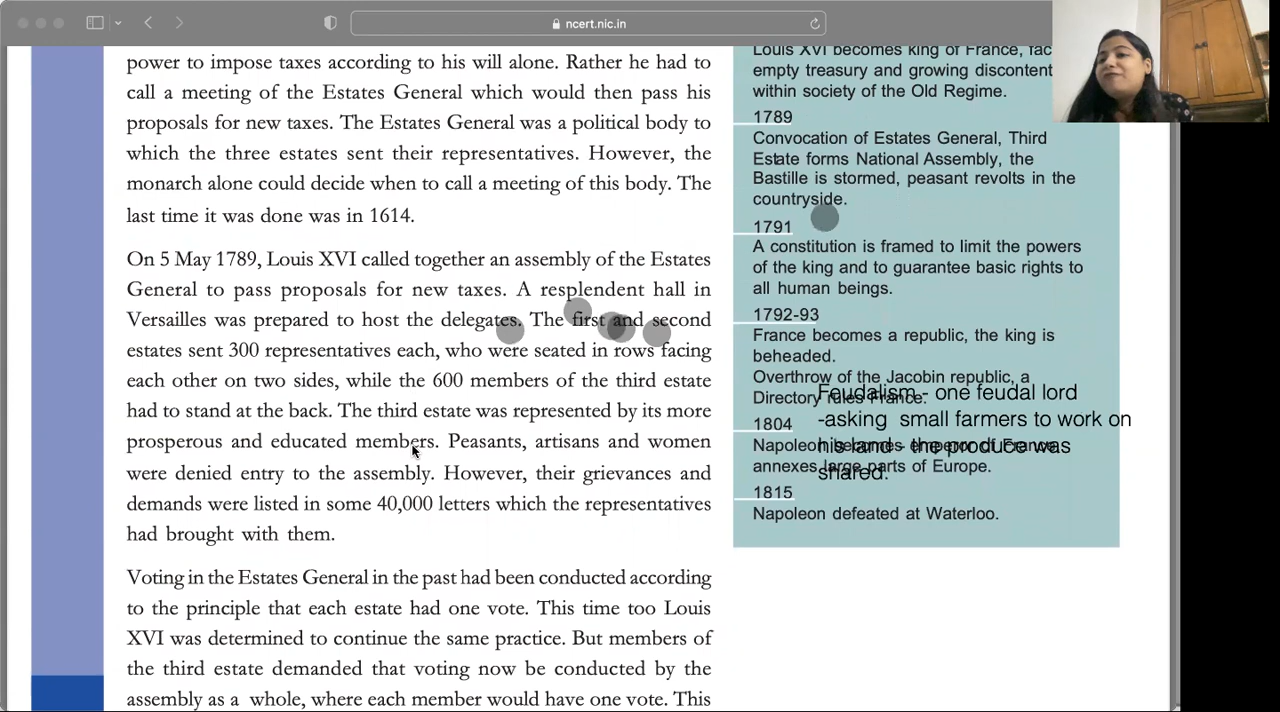 ncert.nic.in
power to impose taxes according to his will alone. Rather he had to
call a meeting of the Estates General which would then pass his
proposals for new taxes. The Estates General was a political body to
which the three estates sent their representatives. However, the
monarch alone could decide when to call a meeting of this body. The
last time it was done was in 1614.
On 5 May 1789, Louis XVI called together an assembly of the Estates
General to pass proposals for new taxes. A resplendent hall in
Versailles was prepared to host the delegates. The first and second
estates sent 300 representatives each, who were seated in rows facing
each other on two sides, while the 600 members of the third estate
had to stand at the back. The third estate was represented by its more
prosperous and educated members. Peasants, artisans and women
were denied entry to the assembly. However, their grievances and
demands were listed in some 40,000 letters which the representatives
had brought with them.
Voting in the Estates General in the past had been conducted according
to the principle that each estate had one vote. This time too Louis
XVI was determined to continue the same practice. But members of
the third estate demanded that voting now be conducted by the
assembly as a whole, where each member would have one vote. This
Louis XVI becomes king of France, fac
empty treasury and growing discontent
within society of the Old Regime.
1789
Convocation of Estates General, Third
Estate forms National Assembly, the
Bastille is stormed, peasant revolts in the
countryside.
1791
A constitution is framed to limit the powers
of the king and to guarantee basic rights to
all human beings.
1792-93
France becomes a republic, the king is
beheaded.
Overthrow of the Jacobin republic, a
Directory rules France.
1804
Napoleon becomes emperor of France,
annexes large parts of Europe.
1815
Napoleon defeated at Waterloo.
Feudalism - one feudal lord
-asking small farmers to work on
his land - the produce was
shared.